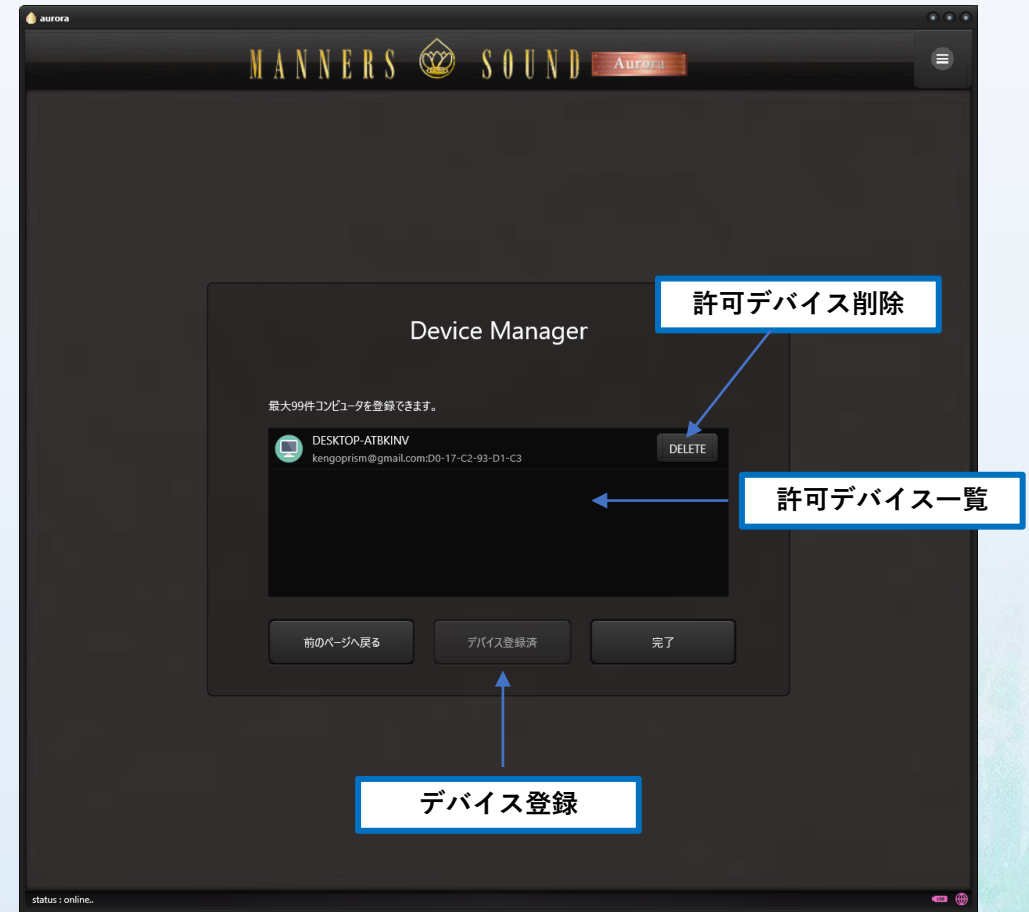 aurora
MANNERS SOUND Aurora
許可デバイス削除
Device Manager
最大99件コンピュータを登録できます。
DESKTOP-ATBKINV
kengoprism@gmail.com:D0-17-C2-93-D1-C3
DELETE
許可デバイス一覧
前のページへ戻る
デバイス登録済
完了
デバイス登録
status : online..
USB